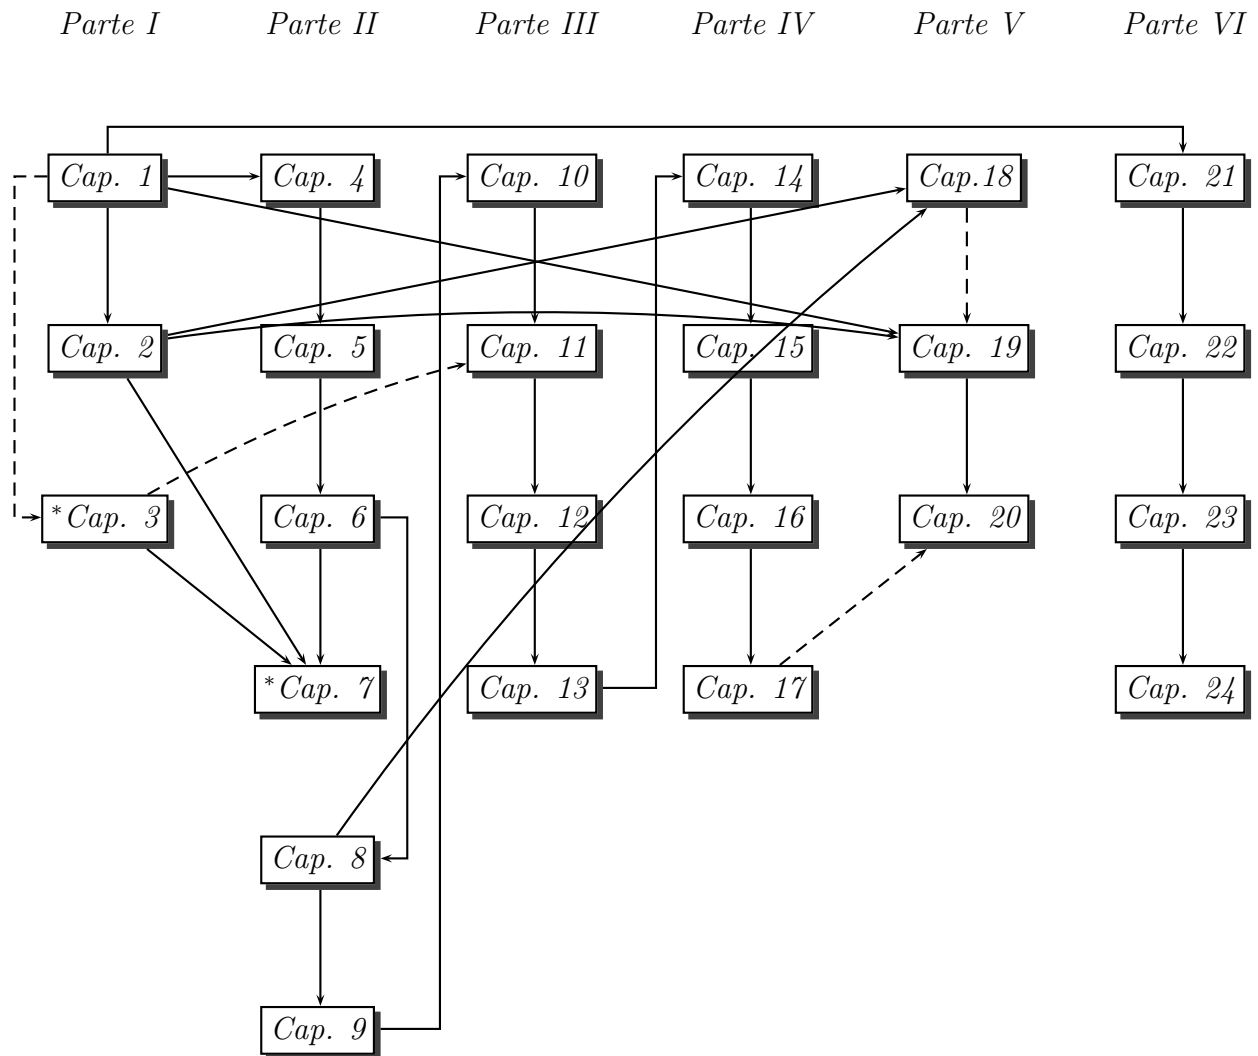 Parte I Parte II Parte III Parte IV Parte V Parte VI
Cap. 1 Cap. 4 Cap. 10 Cap. 14 Cap.18 Cap. 21
Cap. 2 Cap. 5 Cap. 11 Cap. 15 Cap. 19 Cap. 22
*Cap. 3 Cap. 6 Cap. 12 Cap. 16 Cap. 20 Cap. 23
*Cap. 7 Cap. 13 Cap. 17 Cap. 24
Cap. 8
Cap. 9